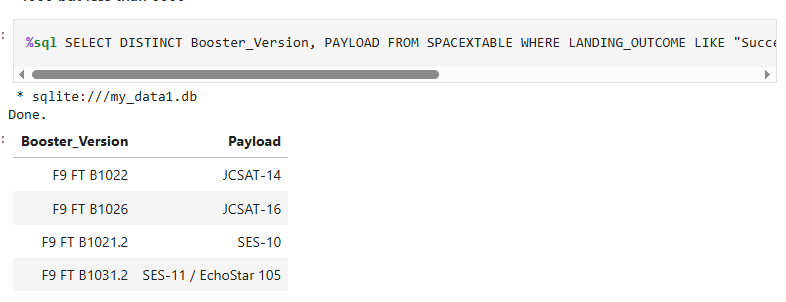 %sql SELECT DISTINCT Booster_Version, PAYLOAD FROM SPACEXTABLE WHERE LANDING_OUTCOME LIKE "Succe
* sqlite:///my_data1.db
Done.
Booster_Version Payload
F9 FT B1022 JCSAT-14
F9 FT B1026 JCSAT-16
F9 FT B1021.2 SES-10
F9 FT B1031.2 SES-11 / EchoStar 105